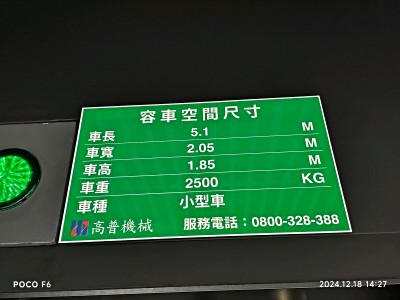 容車空間尺寸
車長 5.1 M
車寬 2.05 M
車高 1.85 M
車重 2500 KG
車種 小型車
高普機械 服務電話：0800-328-388
POCO F6 2024.12.18 14:27